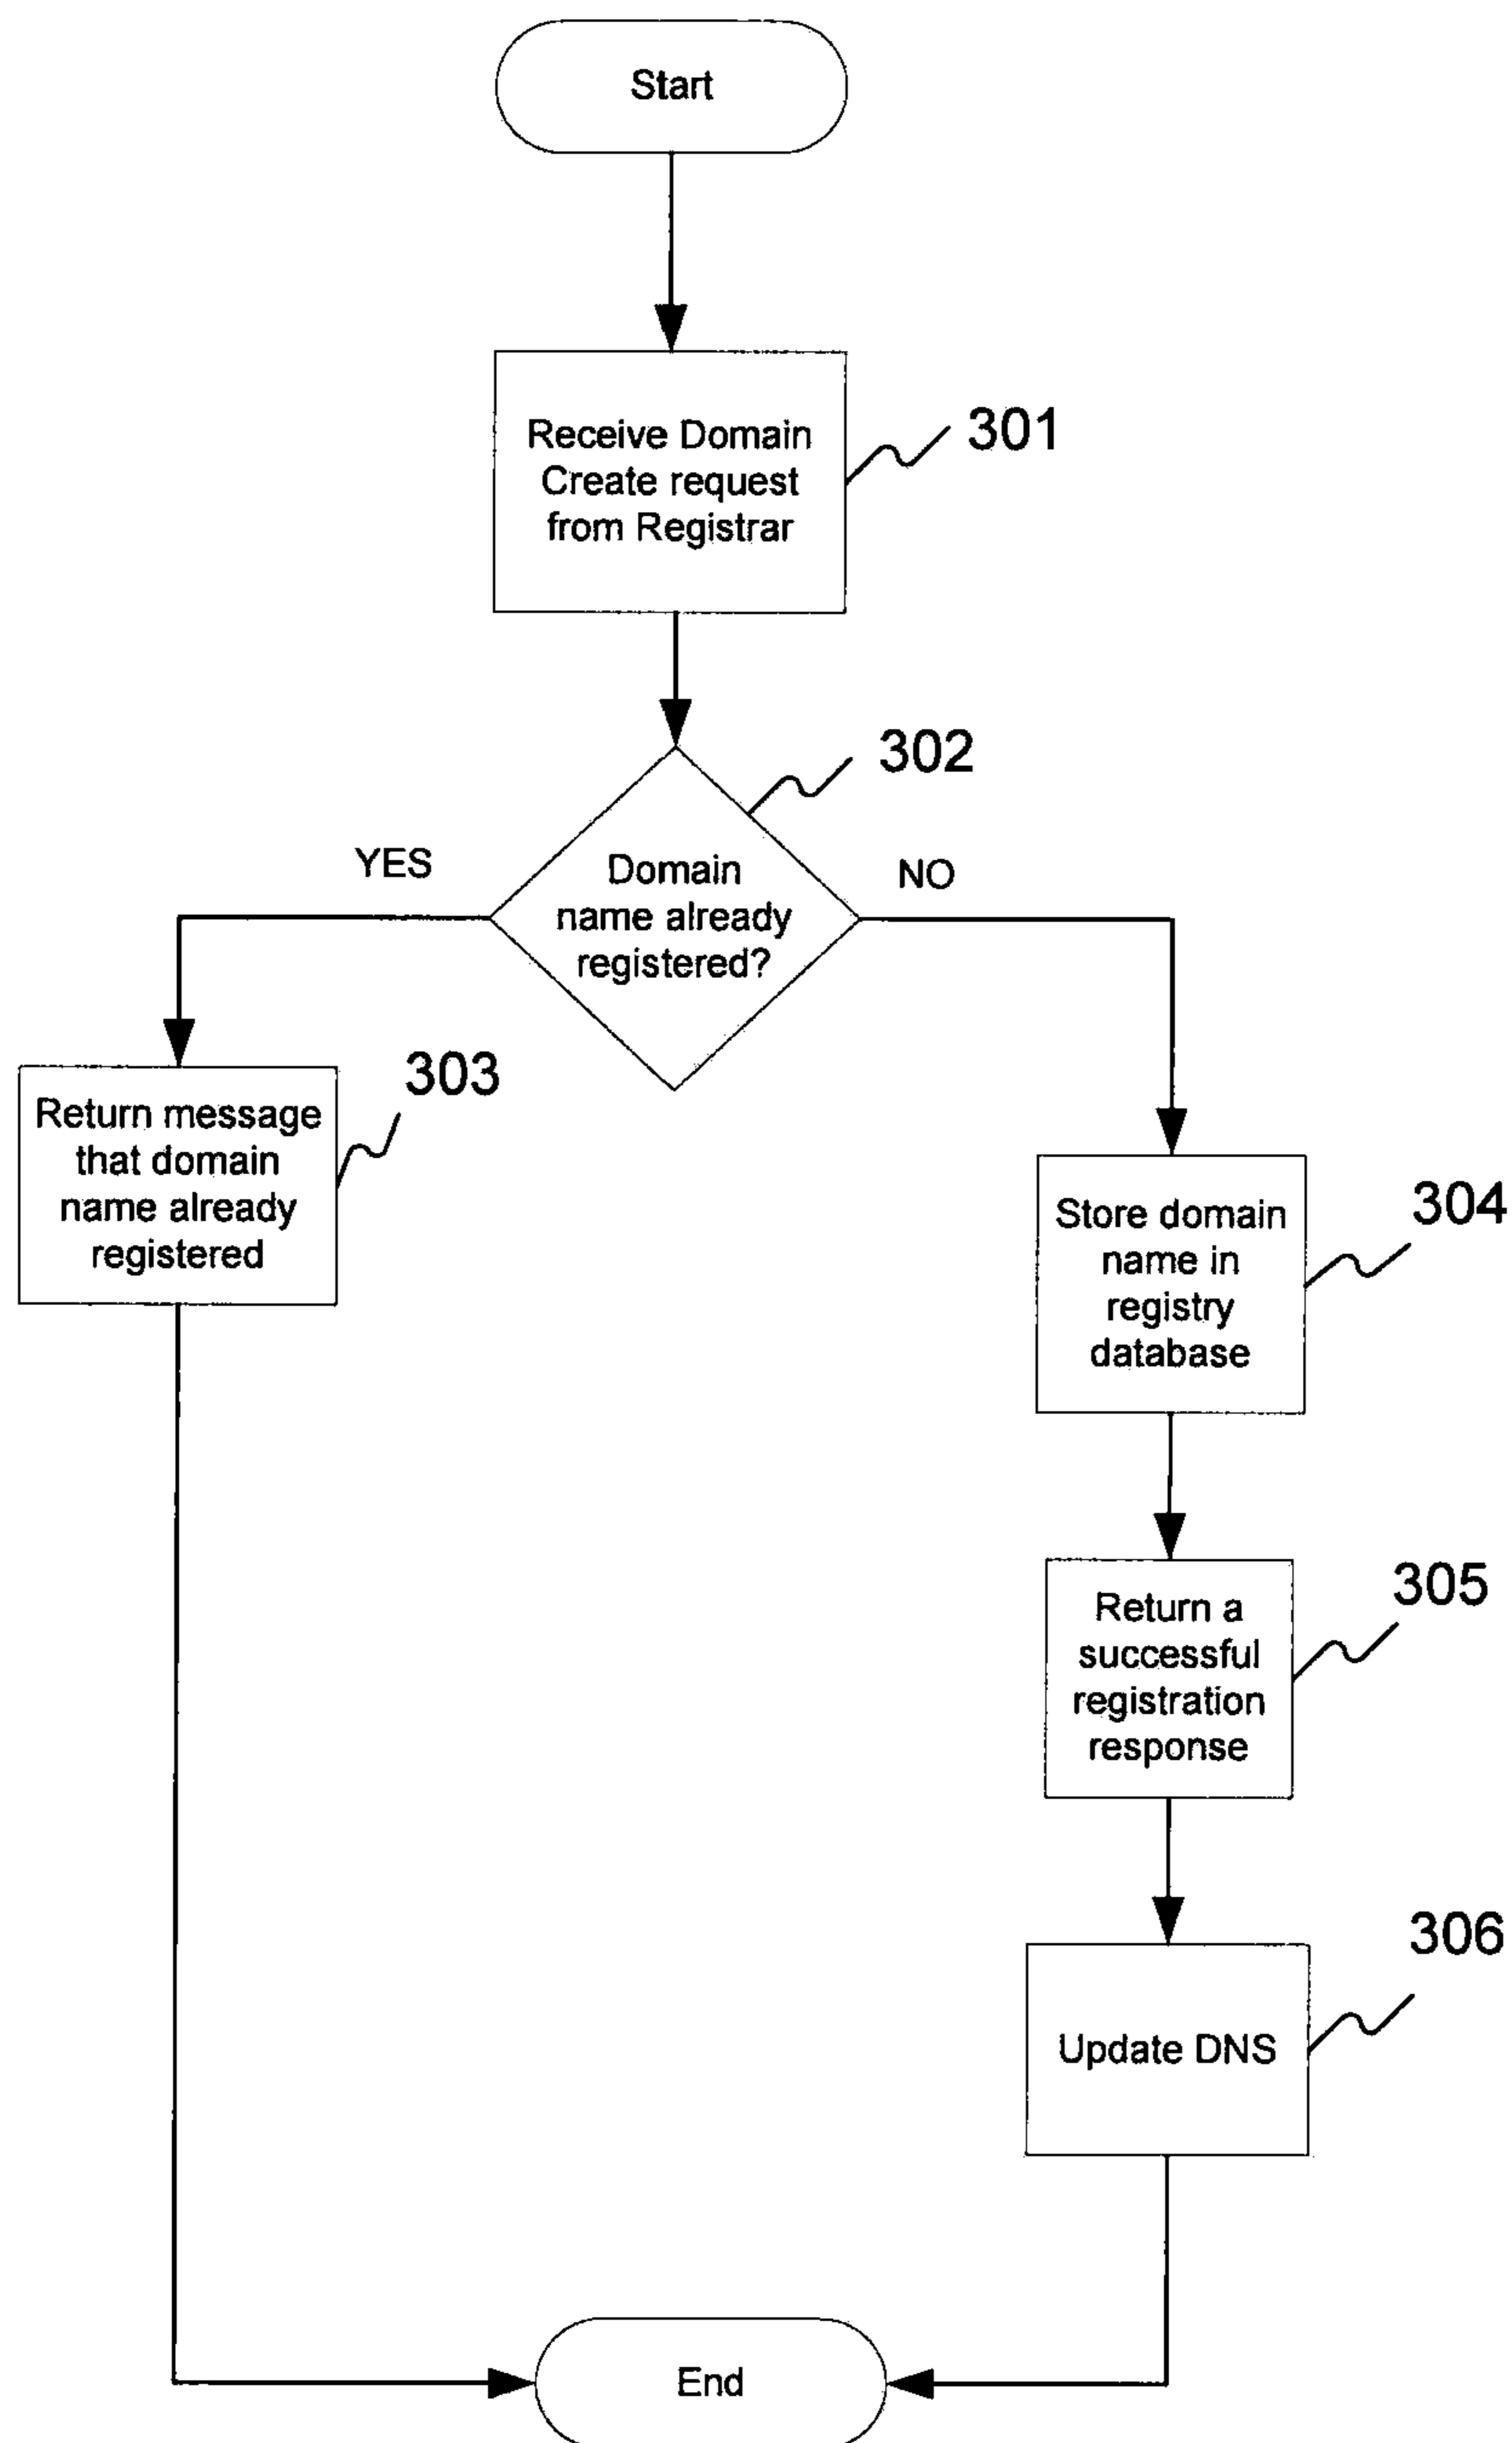 Start
Receive Domain
Create request
from Registrar
301
302
YES
Domain
name already
registered?
NO
303
Return message
that domain
name already
registered
304
Store domain
name in
registry
database
305
Return a
successful
registration
response
306
Update DNS
End